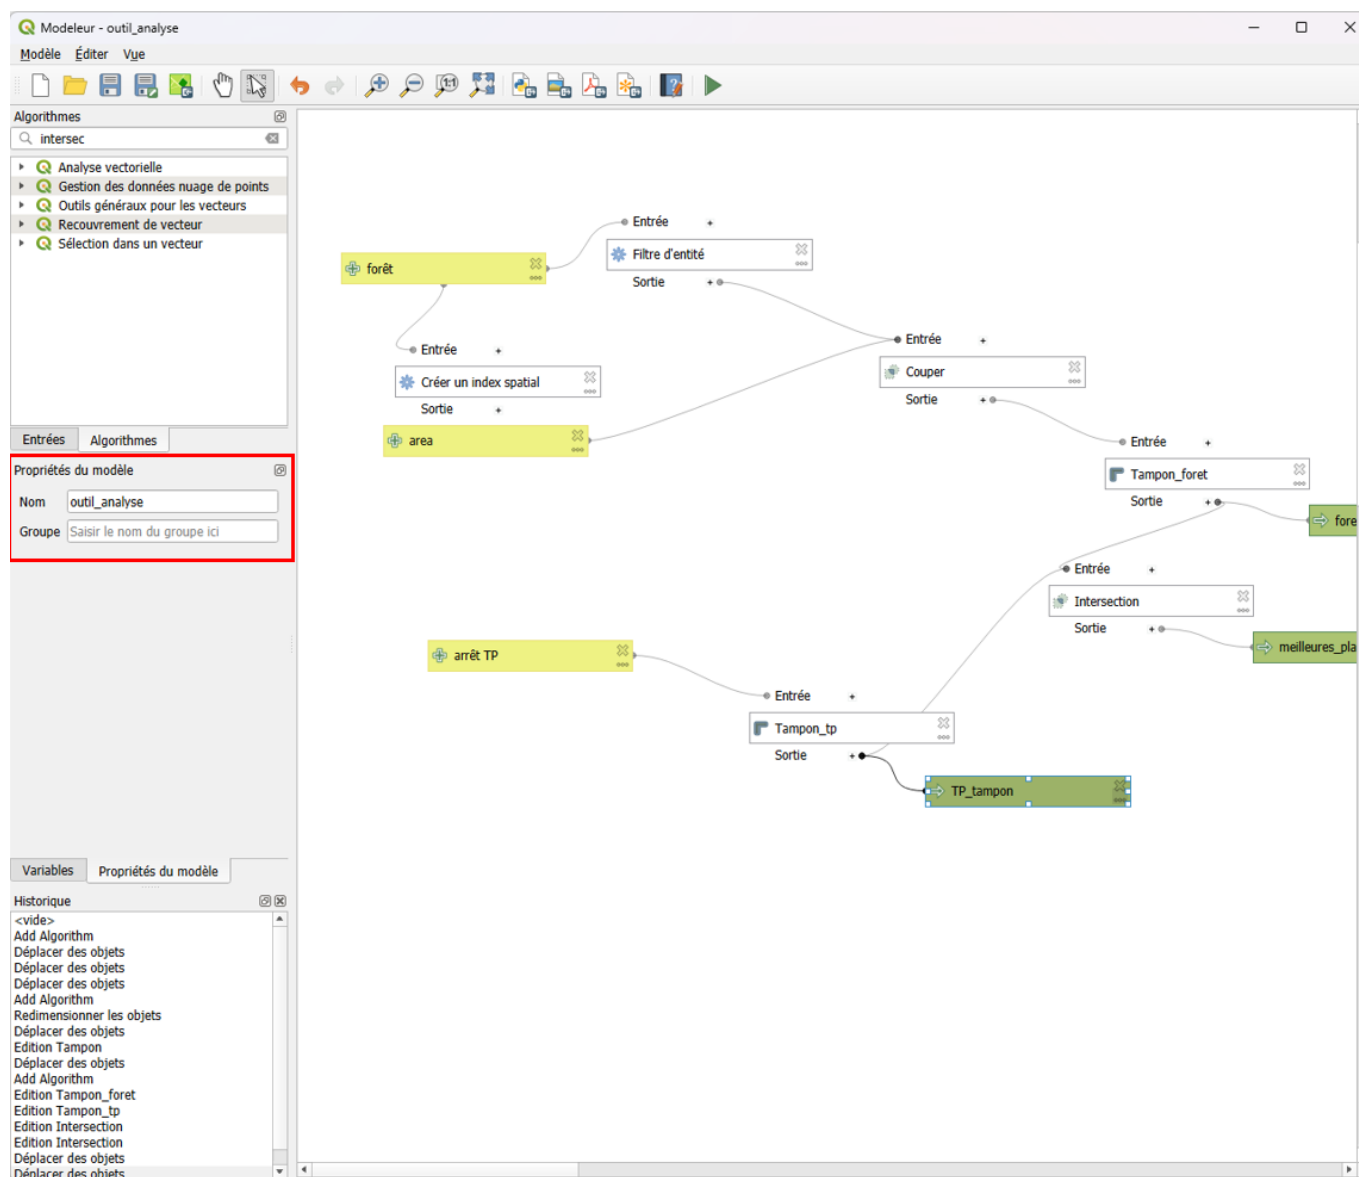 Modeleur - outil_analyse
Modèle Éditer Vue
Algorithmes
intersec
Analyse vectorielle
Gestion des données nuage de points
Outils généraux pour les vecteurs
Recouvrement de vecteur
Sélection dans un vecteur
Entrées Algorithmes
Propriétés du modèle
Nom outil_analyse
Groupe Saisir le nom du groupe ici
Variables Propriétés du modèle
Historique
<vide>
Add Algorithm
Déplacer des objets
Déplacer des objets
Déplacer des objets
Add Algorithm
Redimensionner les objets
Déplacer des objets
Edition Tampon
Déplacer des objets
Add Algorithm
Edition Tampon_foret
Edition Tampon_tp
Edition Intersection
Edition Intersection
Déplacer des objets
Déplacer des objets
Entrée +
Filtre d'entité
Sortie +
forêt
Entrée +
Créer un index spatial
Sortie +
area
Entrée +
Couper
Sortie +
Entrée +
Tampon_foret
Sortie +
fore
Entrée +
Intersection
Sortie +
meilleures_pla
arrêt TP
Entrée +
Tampon_tp
Sortie +
TP_tampon